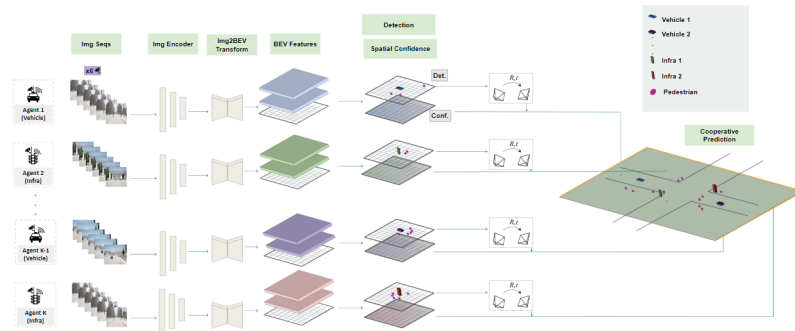 Img Seqs
Img Encoder
Img2BEV
Transform
BEV Features
Detection
Spatial Confidence
Vehicle 1
Vehicle 2
Infra 1
Infra 2
Pedestrian
x6
Agent 1
(Vehicle)
Det.
Conf.
R, t
Agent 2
(Infra)
R, t
Cooperative
Prediction
Agent K-1
(Vehicle)
R, t
Agent K
(Infra)
R, t